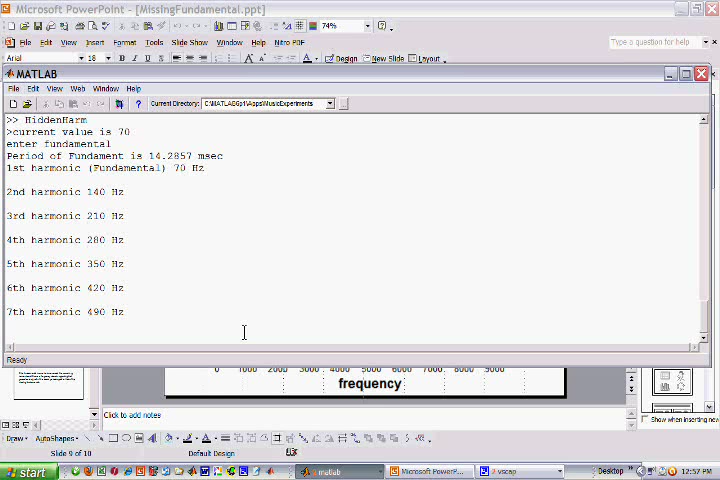 Microsoft PowerPoint - [MissingFundamental.ppt]
74%
File Edit View Insert Format Tools Slide Show Window Help Nitro PDF
Type a question for help
Arial 18 B I U S Design New Slide Layout
MATLAB
File Edit View Web Window Help
Current Directory: C:\MATLAB6p1\Apps\MusicExperiments
>> HiddenHarm
>current value is 70
enter fundamental
Period of Fundament is 14.2857 msec
1st harmonic (Fundamental) 70 Hz
2nd harmonic 140 Hz
3rd harmonic 210 Hz
4th harmonic 280 Hz
5th harmonic 350 Hz
6th harmonic 420 Hz
7th harmonic 490 Hz
Ready
0 1000 2000 3000 4000 5000 6000 7000 8000 9000
frequency
Click to add notes
Show when inserting new
Draw AutoShapes
Slide 9 of 10 Default Design
start matlab Microsoft PowerP... 2 vscap Desktop 12:57 PM